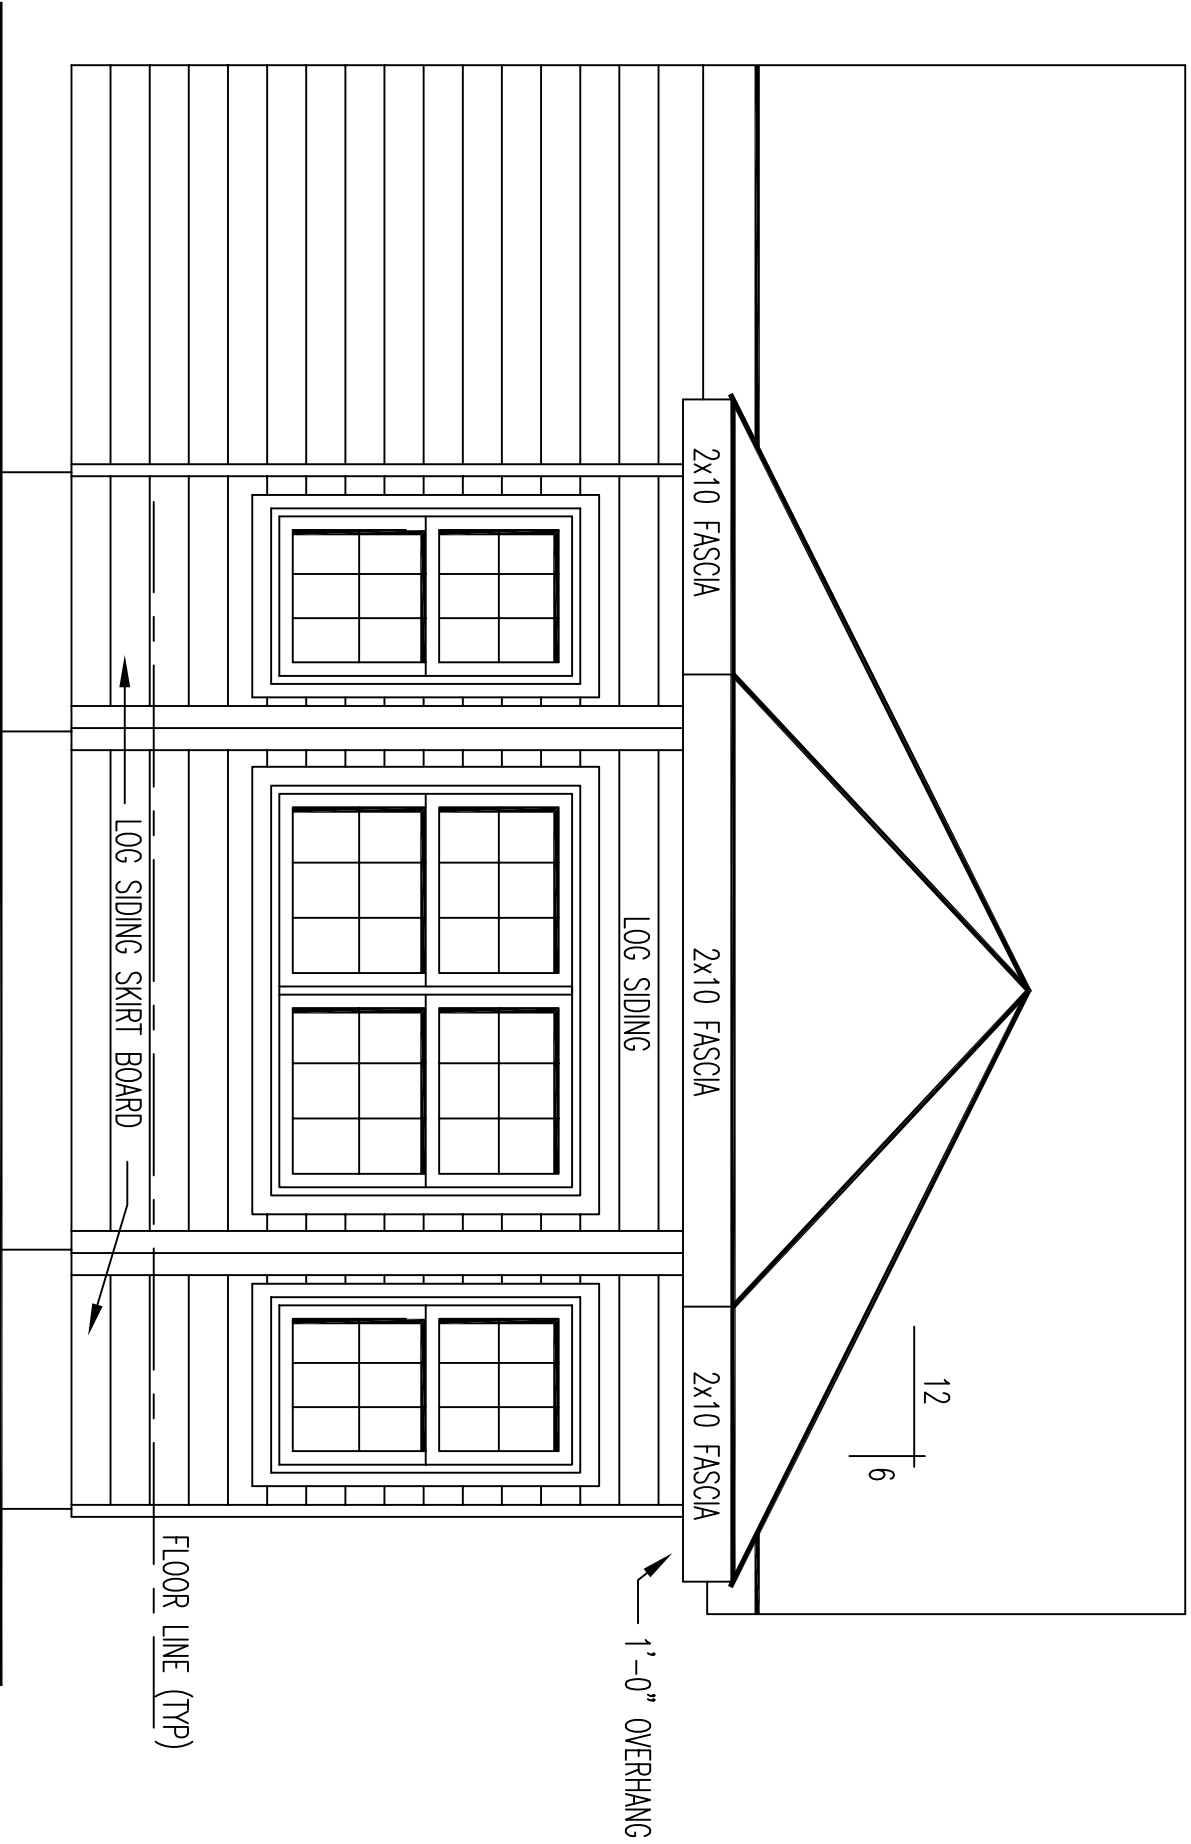 12
6
2x10 FASCIA
2x10 FASCIA
2x10 FASCIA
1'-0" OVERHANG
LOG SIDING
FLOOR LINE (TYP)
LOG SIDING SKIRT BOARD